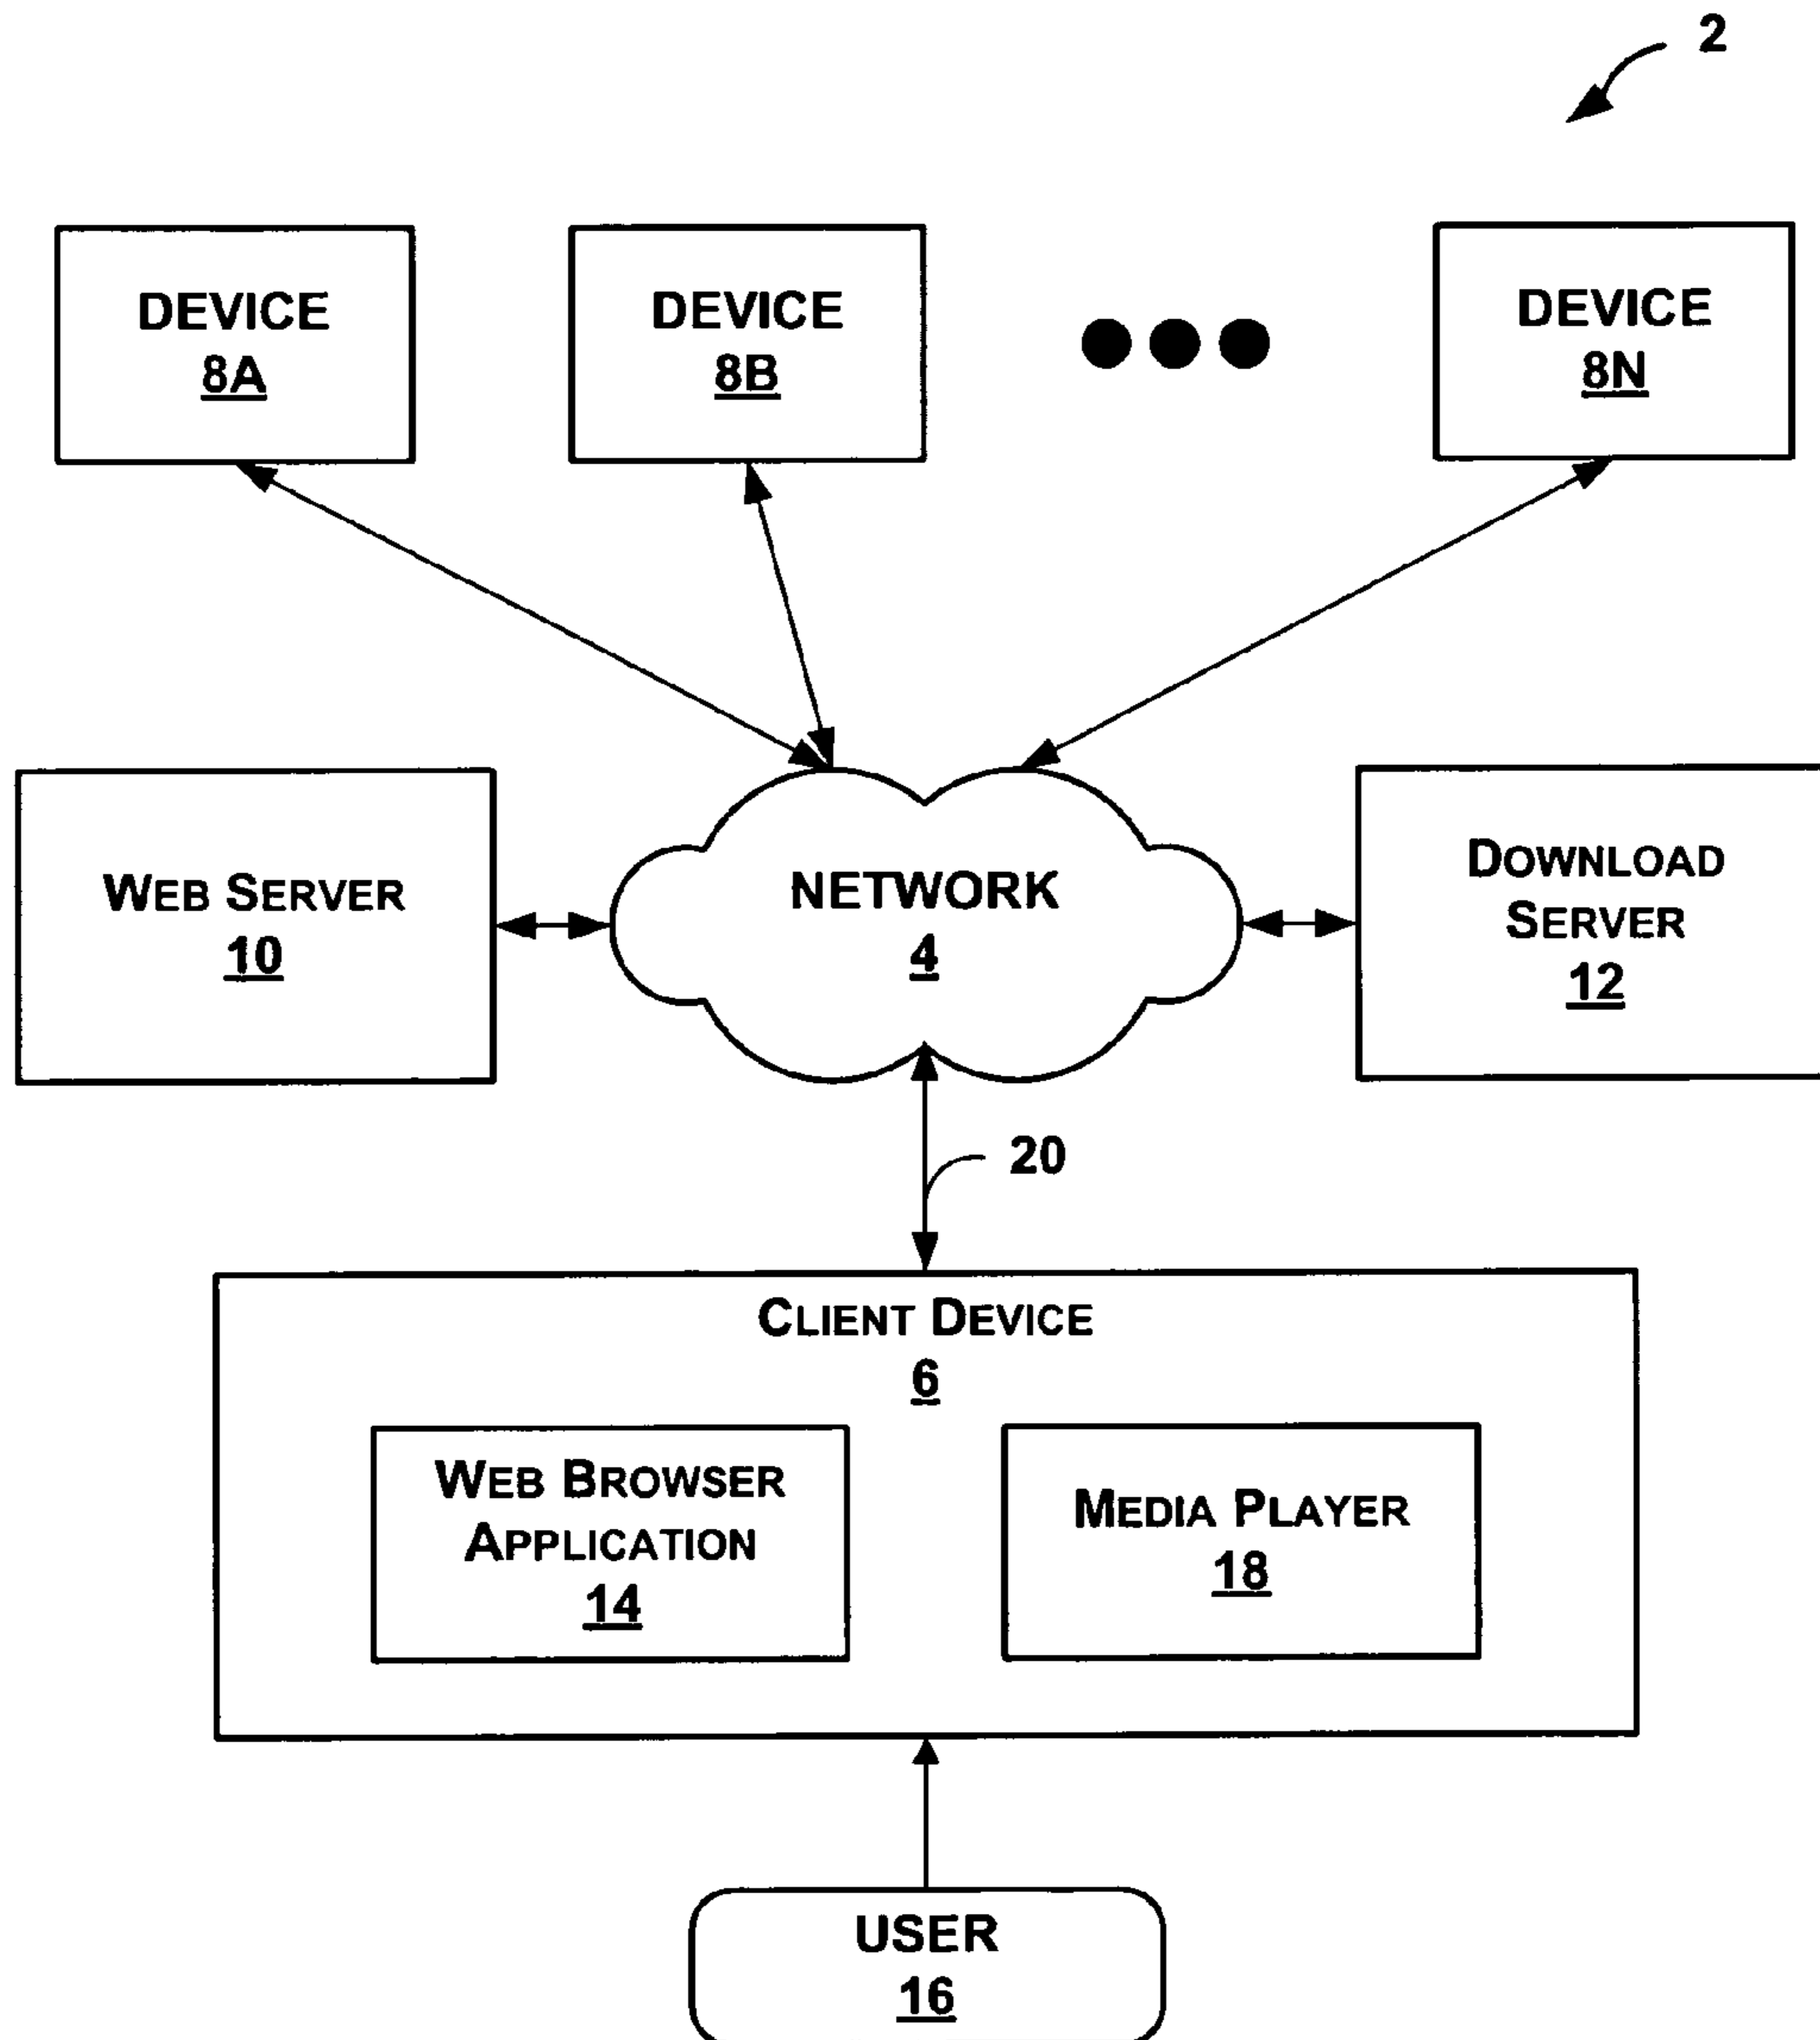 2
DEVICE
8A
DEVICE
8B
DEVICE
8N
WEB SERVER
10
NETWORK
4
DOWNLOAD
SERVER
12
20
CLIENT DEVICE
6
WEB BROWSER
APPLICATION
14
MEDIA PLAYER
18
USER
16